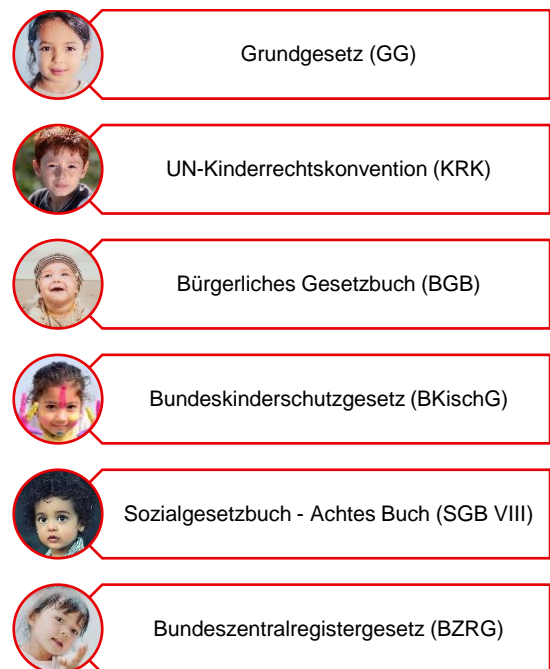 Grundgesetz (GG)
UN-Kinderrechtskonvention (KRK)
Bürgerliches Gesetzbuch (BGB)
Bundeskinderschutzgesetz (BKischG)
Sozialgesetzbuch - Achtes Buch (SGB VIII)
Bundeszentralregistergesetz (BZRG)